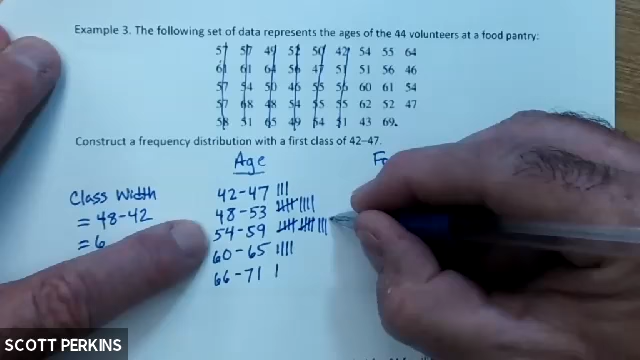 Example 3. The following set of data represents the ages of the 44 volunteers at a food pantry:
57 57 49 52 50 42 54 55 64
61 61 64 56 47 51 51 56 46
57 54 50 46 55 56 60 61 54
57 68 48 54 55 55 62 52 47
58 51 65 49 54 51 43 69.
Construct a frequency distribution with a first class of 42–47.
Age
Class Width
42-47
= 48-42
48-53
54-59
= 6
60-65
66-71
SCOTT PERKINS